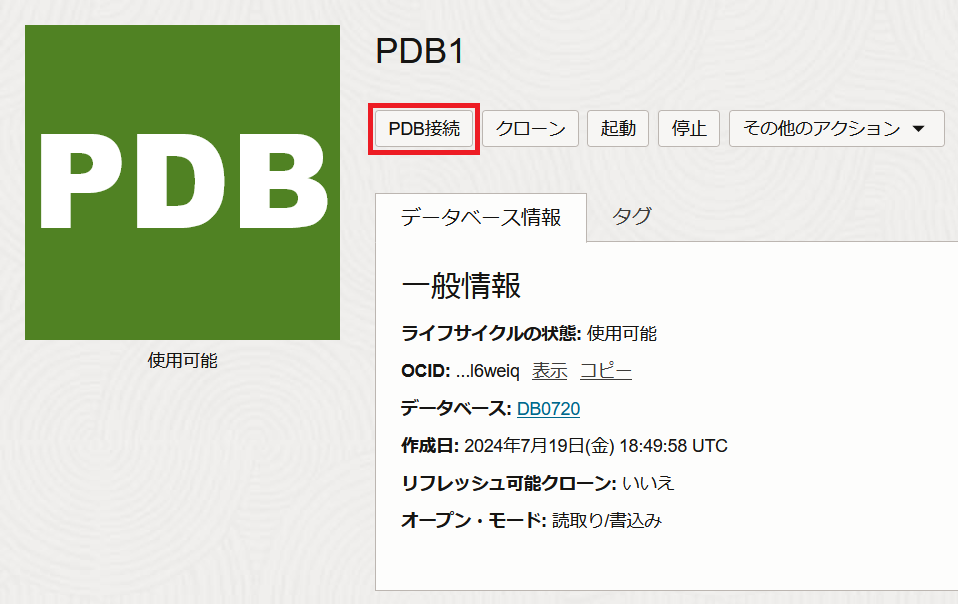 PDB
使用可能
PDB1
PDB接続 クローン 起動 停止 その他のアクション
データベース情報 タグ
一般情報
ライフサイクルの状態: 使用可能
OCID: ...l6weiq 表示 コピー
データベース: DB0720
作成日: 2024年7月19日(金) 18:49:58 UTC
リフレッシュ可能クローン: いいえ
オープン・モード: 読取り/書込み